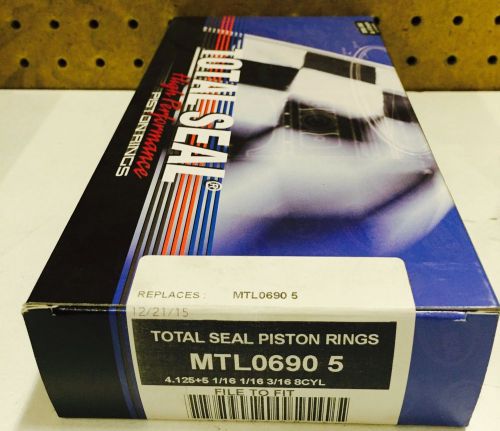 TOTAL SEAL®
High Performance
PISTON RINGS
REPLACES : MTL0690 5
12/21/15
TOTAL SEAL PISTON RINGS
MTL0690 5
4.125+5 1/16 1/16 3/16 8CYL
FILE TO FIT